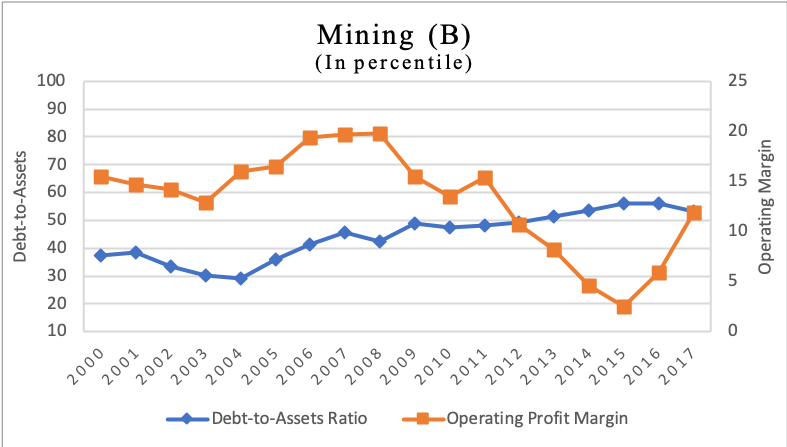 Mining (B)
(In percentile)
Debt-to-Assets
100
90
80
70
60
50
40
30
20
10
25
20
15
10
5
0
Operating Margin
2000 2001 2002 2003 2004 2005 2006 2007 2008 2009 2010 2011 2012 2013 2014 2015 2016 2017
Debt-to-Assets Ratio Operating Profit Margin